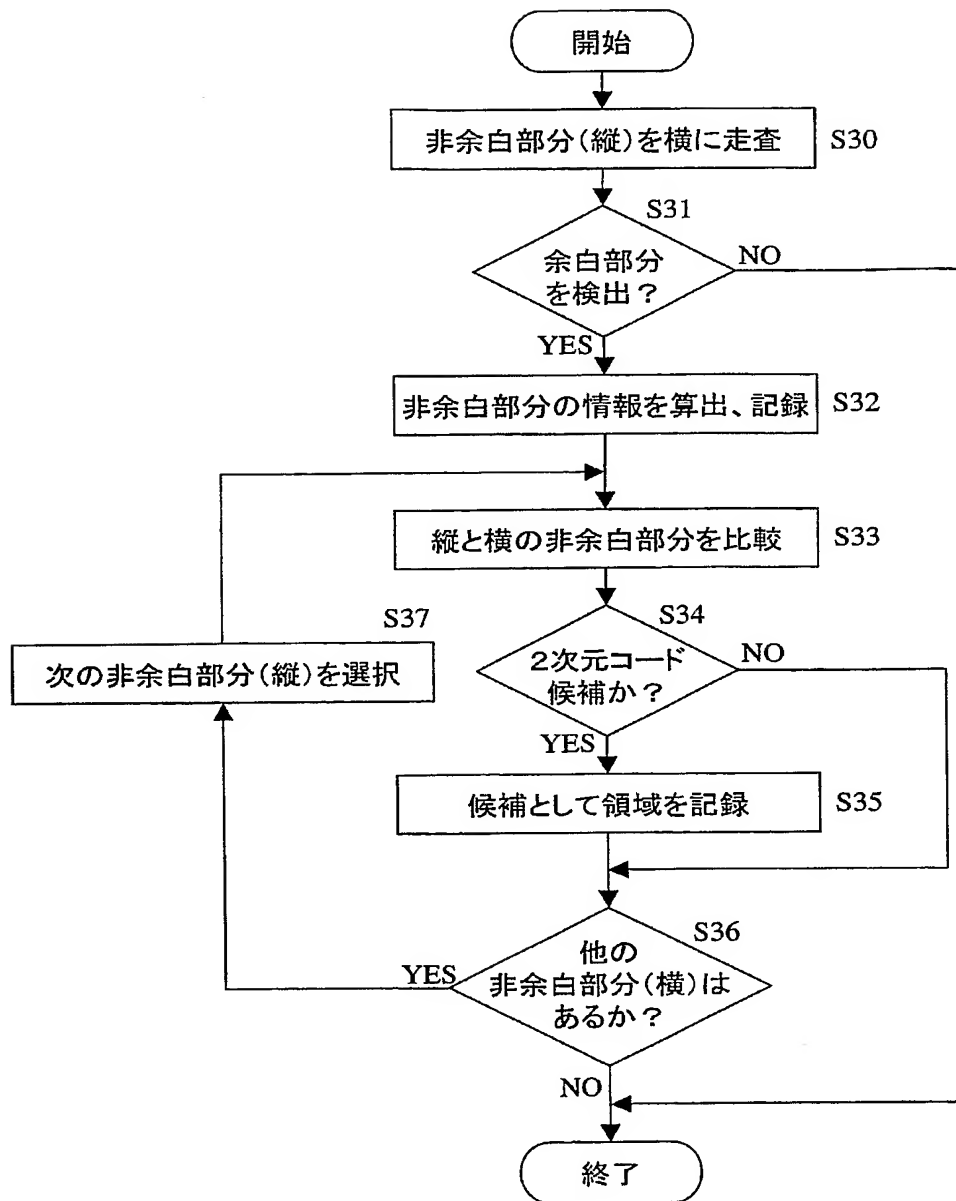 開始
非余白部分(縦)を横に走査
S30
S31
余白部分
を検出?
NO
YES
非余白部分の情報を算出、記録
S32
縦と横の非余白部分を比較
S33
S37
次の非余白部分(縦)を選択
S34
2次元コード
候補か?
NO
YES
候補として領域を記録
S35
S36
他の
非余白部分(横)は
あるか?
YES
NO
終了